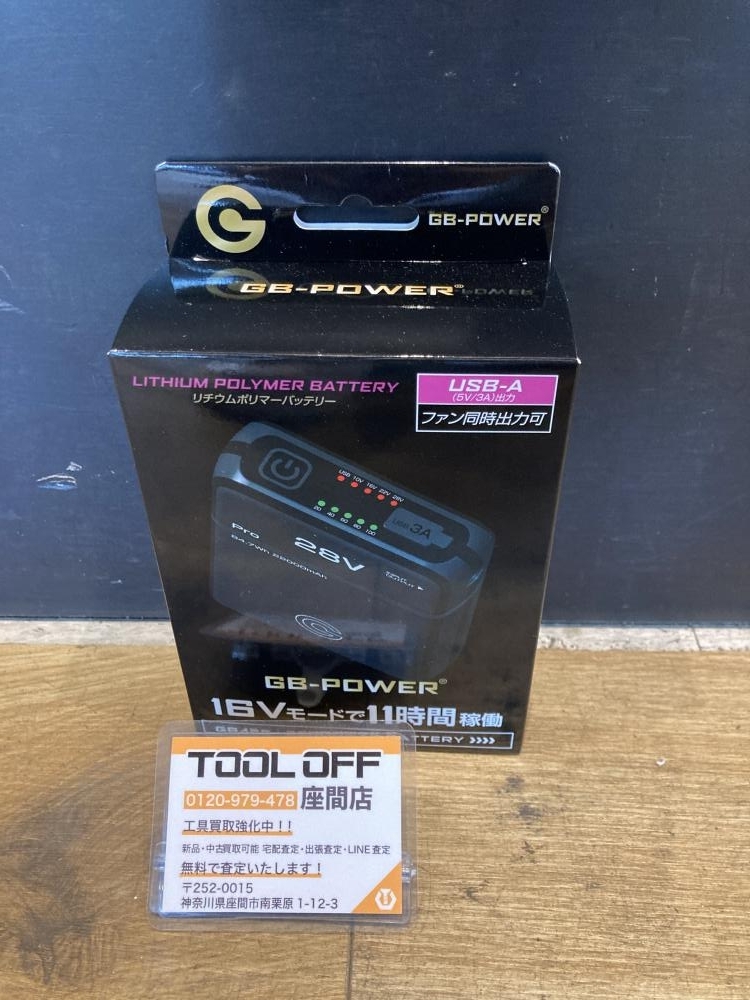 GB-POWER®
GB-POWER®
LITHIUM POLYMER BATTERY
リチウムポリマーバッテリー
USB-A
(5V/3A)出力
ファン同時出力可
USB 10V 16V 22V 28V
20 40 60 80 100
USB 3A
Pro
28V
84.7Wh 22000mAh
GB-POWER®
16Vモードで11時間稼働
BATTERY >>>>
TOOL OFF
0120-979-478 座間店
工具買取強化中!!
新品・中古買取可能 宅配査定・出張査定・LINE査定
無料で査定いたします!
〒252-0015
神奈川県座間市南栗原1-12-3